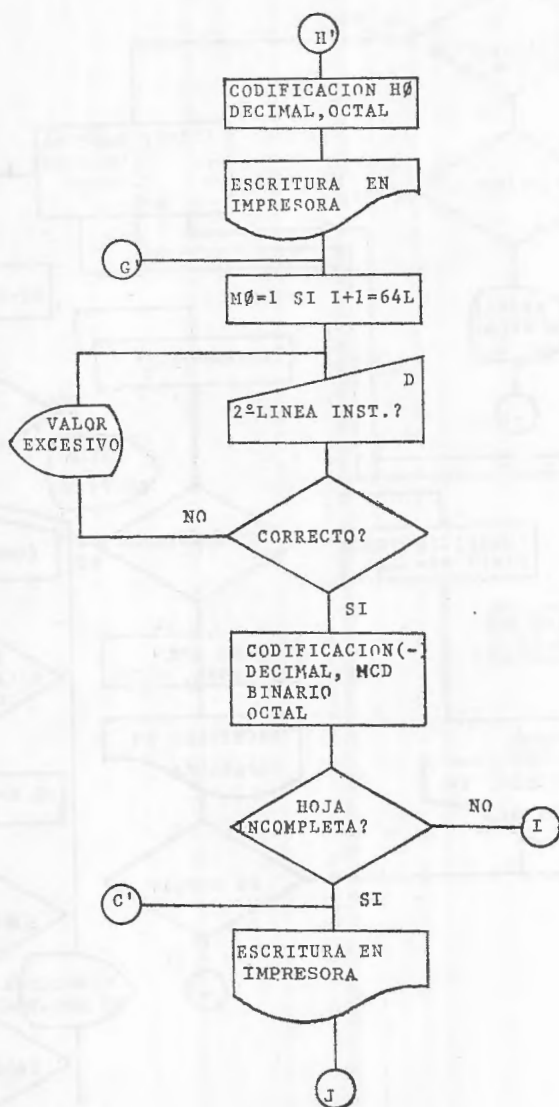 H'
CODIFICACION HØ
DECIMAL,OCTAL
ESCRITURA EN
IMPRESORA
G'
MØ=1 SI I+1=64L
D
2ºLINEA INST.?
VALOR
EXCESIVO
NO
CORRECTO?
SI
CODIFICACION(-)
DECIMAL, MCD
BINARIO
OCTAL
HOJA
INCOMPLETA?
NO
I
C'
SI
ESCRITURA EN
IMPRESORA
J